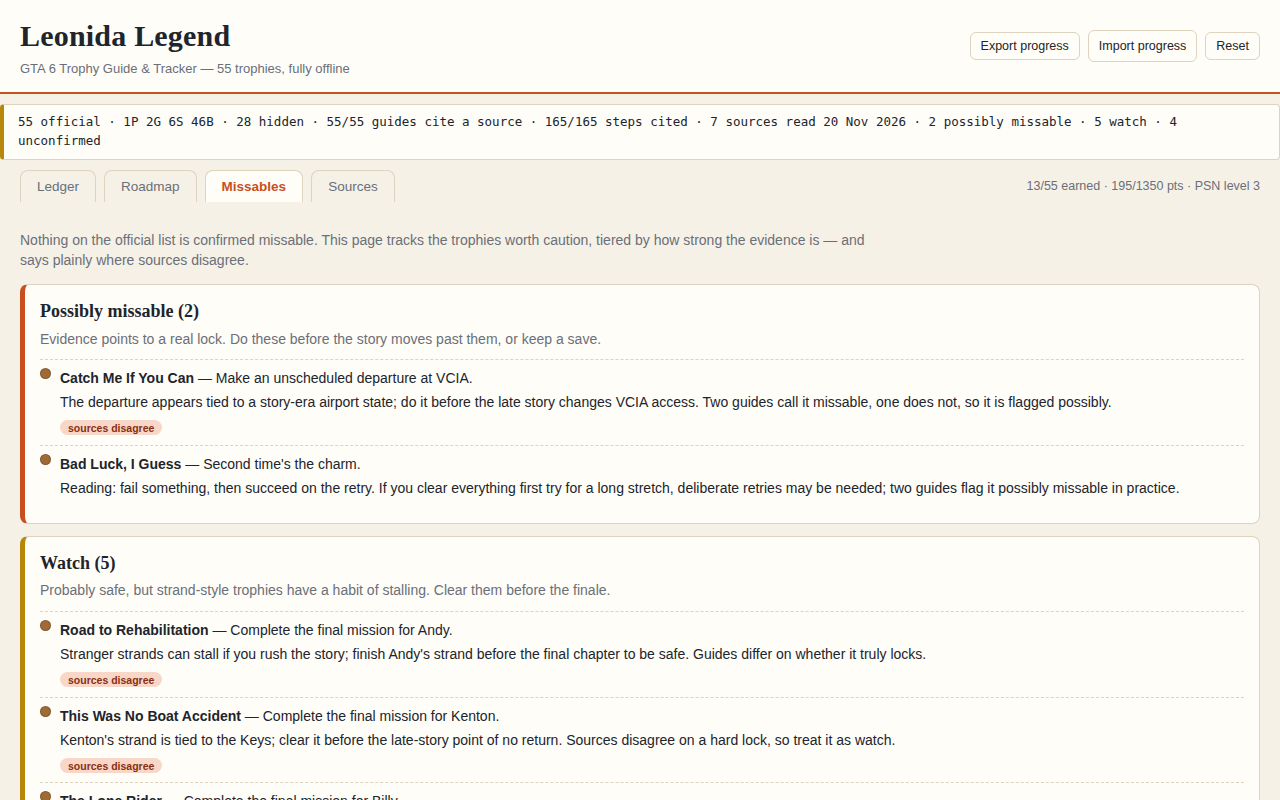 Leonida Legend
GTA 6 Trophy Guide & Tracker — 55 trophies, fully offline
Export progress
Import progress
Reset
55 official · 1P 2G 6S 46B · 28 hidden · 55/55 guides cite a source · 165/165 steps cited · 7 sources read 20 Nov 2026 · 2 possibly missable · 5 watch · 4
unconfirmed
Ledger
Roadmap
Missables
Sources
13/55 earned · 195/1350 pts · PSN level 3
Nothing on the official list is confirmed missable. This page tracks the trophies worth caution, tiered by how strong the evidence is — and
says plainly where sources disagree.
Possibly missable (2)
Evidence points to a real lock. Do these before the story moves past them, or keep a save.
Catch Me If You Can — Make an unscheduled departure at VCIA.
The departure appears tied to a story-era airport state; do it before the late story changes VCIA access. Two guides call it missable, one does not, so it is flagged possibly.
sources disagree
Bad Luck, I Guess — Second time's the charm.
Reading: fail something, then succeed on the retry. If you clear everything first try for a long stretch, deliberate retries may be needed; two guides flag it possibly missable in practice.
Watch (5)
Probably safe, but strand-style trophies have a habit of stalling. Clear them before the finale.
Road to Rehabilitation — Complete the final mission for Andy.
Stranger strands can stall if you rush the story; finish Andy's strand before the final chapter to be safe. Guides differ on whether it truly locks.
sources disagree
This Was No Boat Accident — Complete the final mission for Kenton.
Kenton's strand is tied to the Keys; clear it before the late-story point of no return. Sources disagree on a hard lock, so treat it as watch.
sources disagree
The Lone Rider — Complete the final mission for Billy.